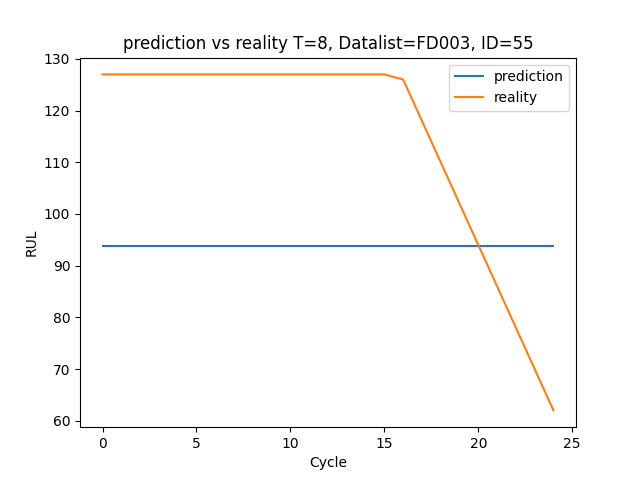 prediction vs reality T=8, Datalist=FD003, ID=55
prediction
reality
130
120
110
100
90
80
70
60
RUL
0 5 10 15 20 25
Cycle